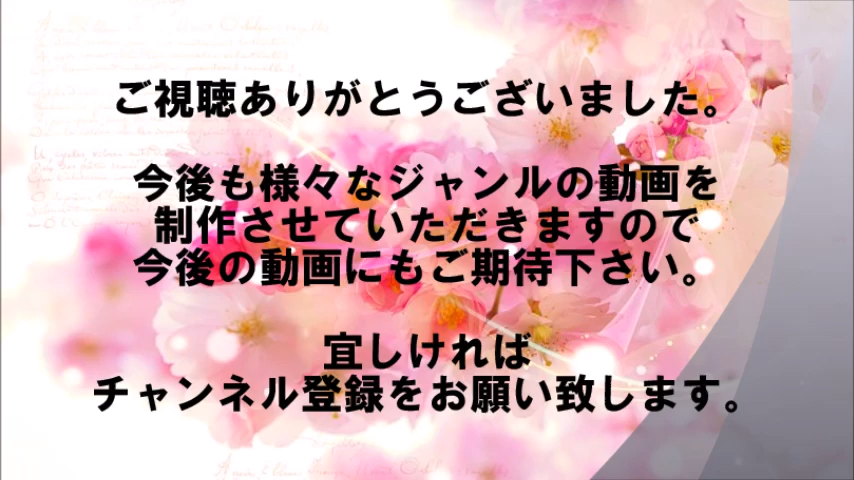 ご視聴ありがとうございました。
今後も様々なジャンルの動画を
制作させていただきますので
今後の動画にもご期待下さい。
宜しければ
チャンネル登録をお願い致します。